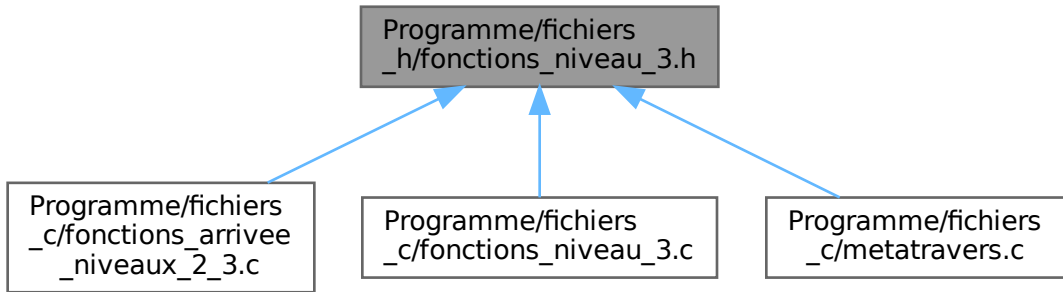 Programme/fichiers
_h/fonctions_niveau_3.h
Programme/fichiers
_c/fonctions_arrivee
_niveaux_2_3.c
Programme/fichiers
_c/fonctions_niveau_3.c
Programme/fichiers
_c/metatravers.c